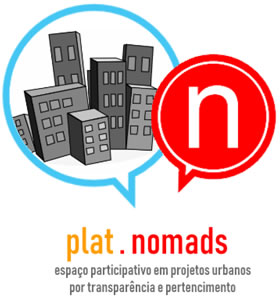 n
plat . nomads
espaço participativo em projetos urbanos
por transparência e pertencimento